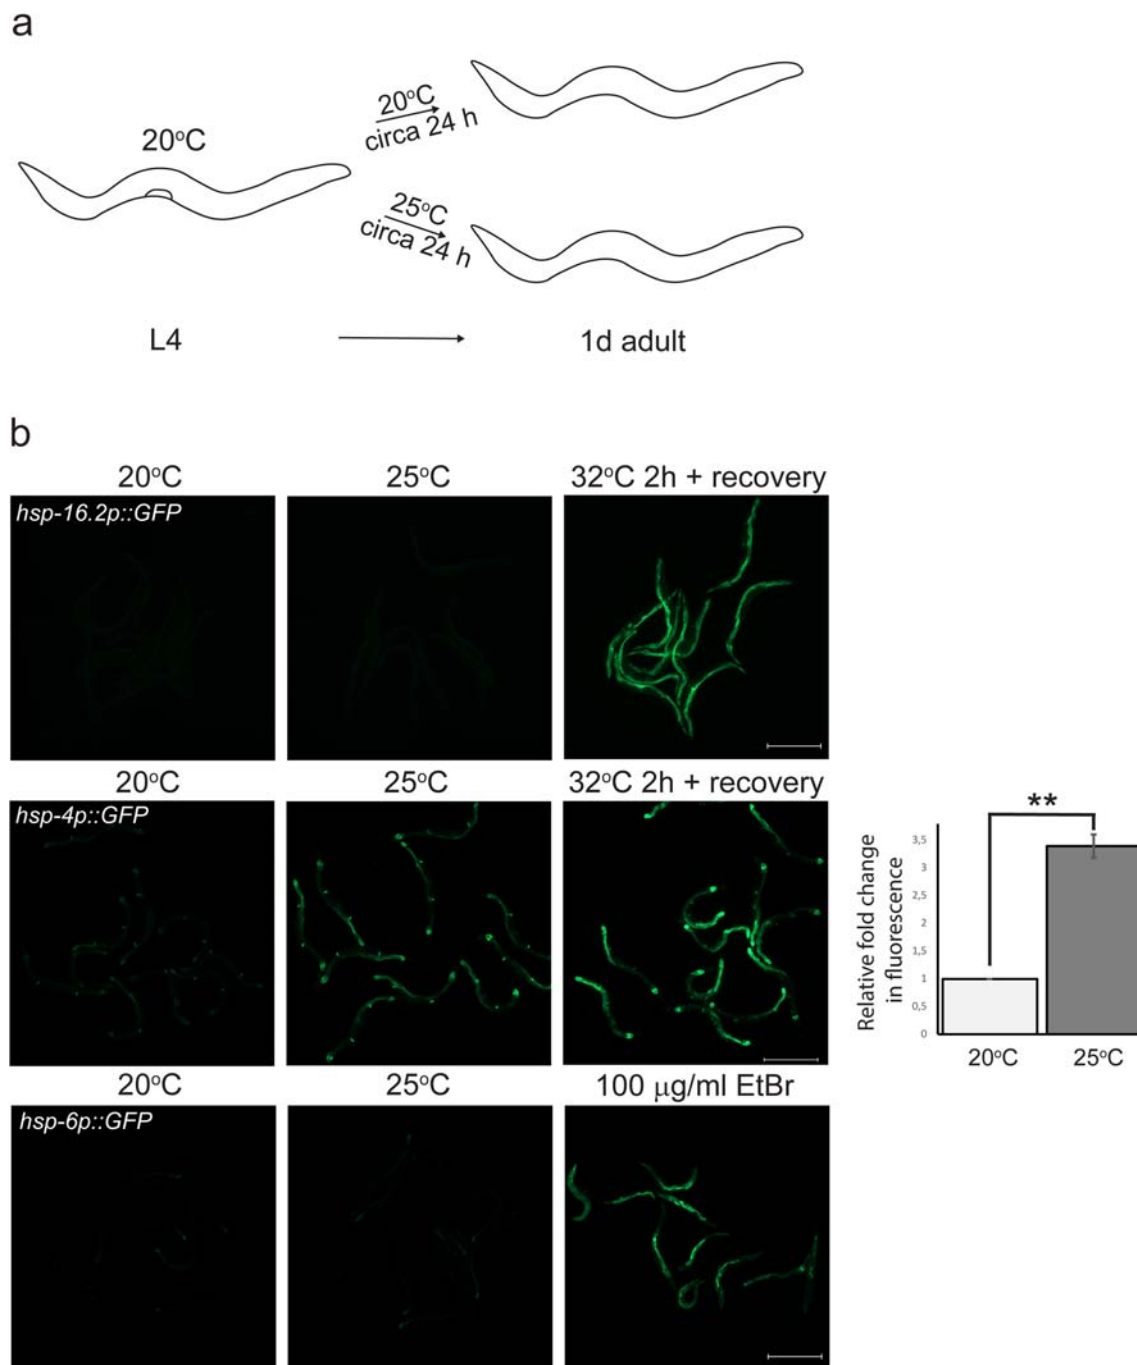 a
20°C
20°C
circa 24 h
25°C
circa 24 h
L4
1d adult
b
20°C 25°C 32°C 2h + recovery
hsp-16.2p::GFP
20°C 25°C 32°C 2h + recovery
hsp-4p::GFP
**
Relative fold change
in fluorescence
3,5
3
2,5
2
1,5
1
0,5
0
20°C 25°C
20°C 25°C 100 μg/ml EtBr
hsp-6p::GFP